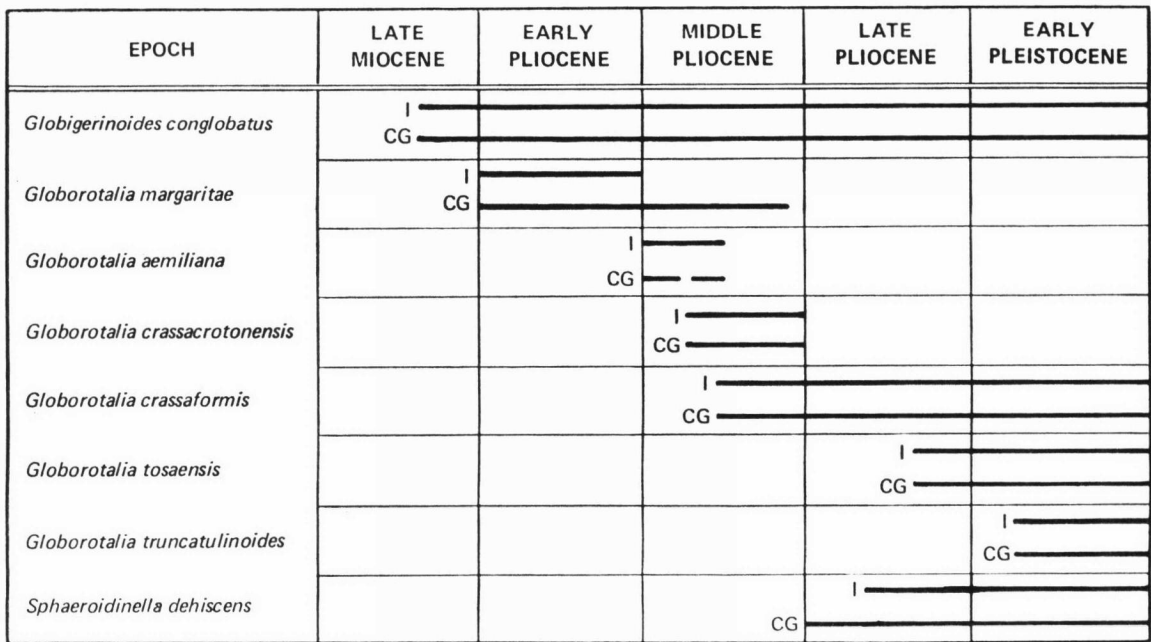 EPOCH
LATE MIOCENE
EARLY PLIOCENE
MIDDLE PLIOCENE
LATE PLIOCENE
EARLY PLEISTOCENE
Globigerinoides conglobatus
I
CG
Globorotalia margaritae
I
CG
Globorotalia aemiliana
I
CG
Globorotalia crassacrotonensis
I
CG
Globorotalia crassaformis
I
CG
Globorotalia tosaensis
I
CG
Globorotalia truncatulinoides
I
CG
Sphaeroidinella dehiscens
I
CG